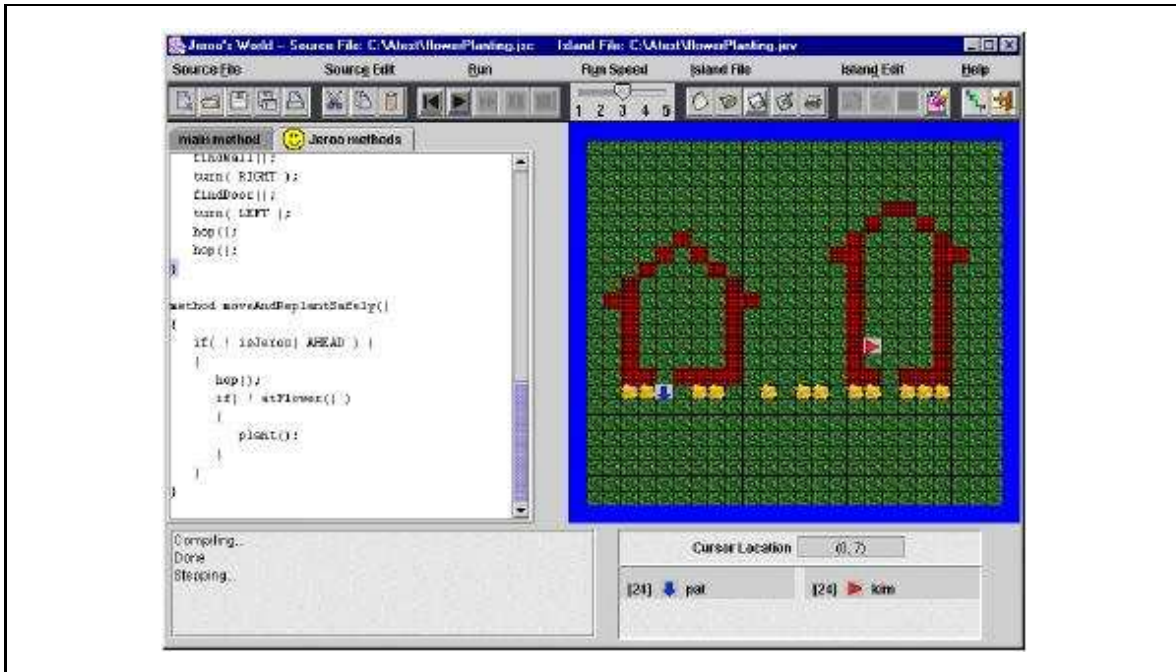 Jeroo's World – Source File: C:\Atext\flowerPlanting.jsc Island File: C:\Atext\flowerPlanting.jev
Source File Source Edit Run Run Speed Island File Island Edit Help
1 2 3 4 5
main method Jeroo methods
findWall();
turn( RIGHT );
findDoor();
turn( LEFT );
hop();
hop();
}
method moveAndReplantSafely()
{
if( ! isJeroo( AHEAD ) )
{
hop();
if( ! atFlower() )
{
plant();
}
}
}
Compiling...
Done
Stepping...
Cursor Location (0, 7)
[24] pat [24] kim